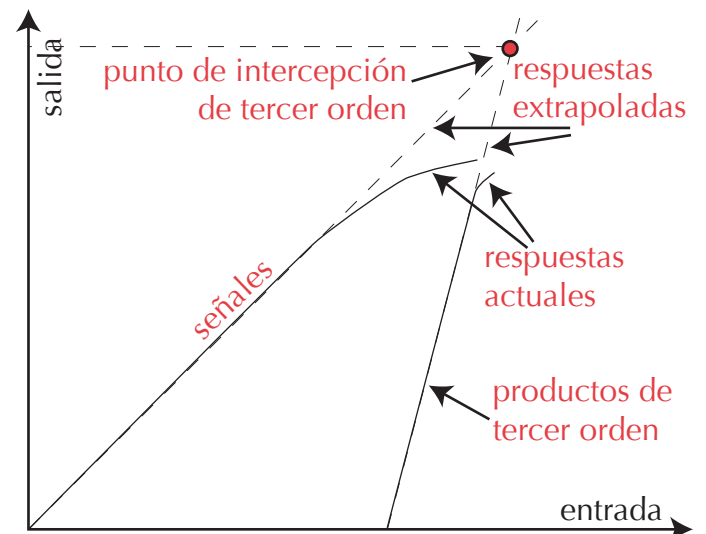 salida
punto de intercepción
de tercer orden
respuestas
extrapoladas
señales
respuestas
actuales
productos de
tercer orden
entrada